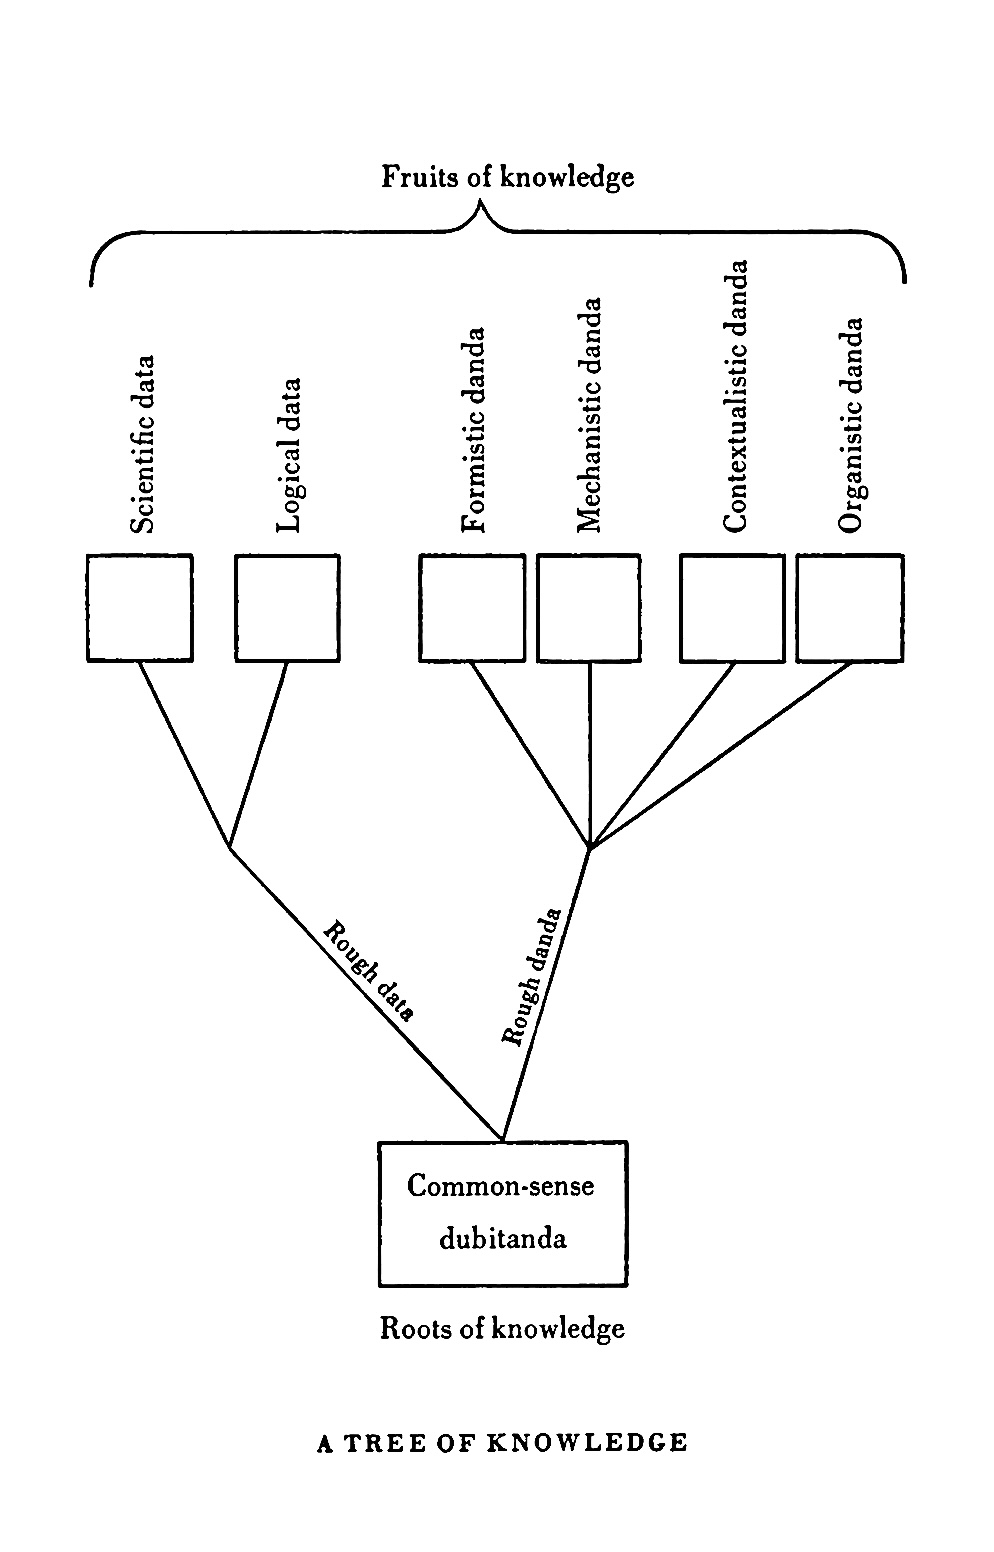 Fruits of knowledge
Scientific data
Logical data
Formistic danda
Mechanistic danda
Contextualistic danda
Organistic danda
Rough data
Rough danda
Common-sense
dubitanda
Roots of knowledge
A TREE OF KNOWLEDGE